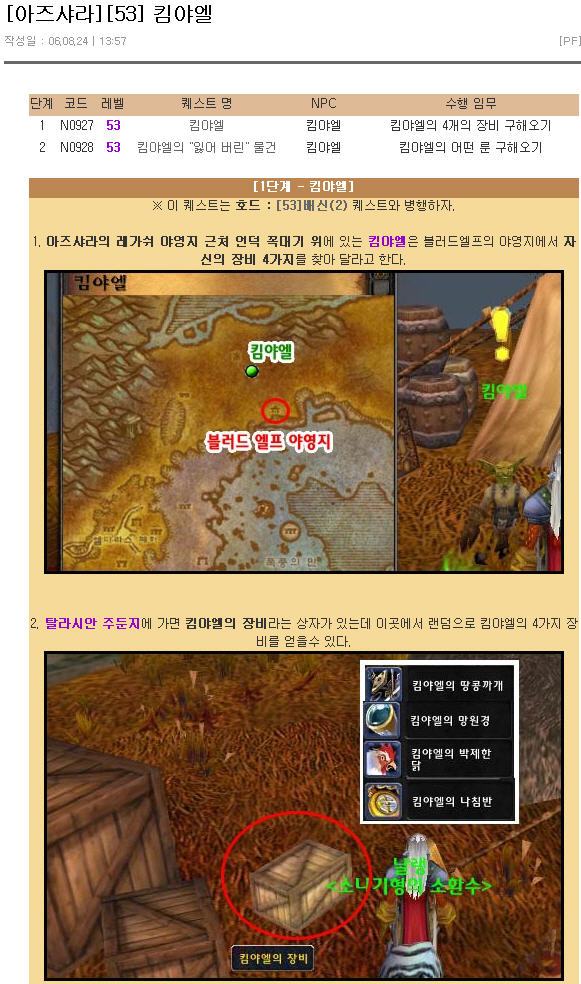 [아즈샤라][53] 킴야엘
작성일 : 06.08.24 | 13:57
[PF]
단계 코드 레벨 퀘스트 명 NPC 수행 임무
1 N0927 53 킴야엘 킴야엘 킴야엘의 4개의 장비 구해오기
2 N0928 53 킴야엘의 "잃어 버린" 물건 킴야엘 킴야엘의 어떤 룬 구해오기
[1단계 - 킴야엘]
※ 이 퀘스트는 호드 : [53]배신(2) 퀘스트와 병행하자.
1. 아즈샤라의 레가쉬 야영지 근처 언덕 꼭대기 위에 있는 킴야엘은 블러드엘프의 야영지에서 자
신의 장비 4가지를 찾아 달라고 한다.
킴야엘
킴야엘
킴야엘
블러드 엘프 야영지
폭풍의 만
2. 탈라시안 주둔지에 가면 킴야엘의 장비라는 상자가 있는데 이곳에서 랜덤으로 킴야엘의 4가지 장
비를 얻을수 있다.
킴야엘의 땅콩까개
킴야엘의 망원경
킴야엘의 박제한
닭
킴야엘의 나침반
날랭
<소니기형의 소환수>
킴야엘의 장비